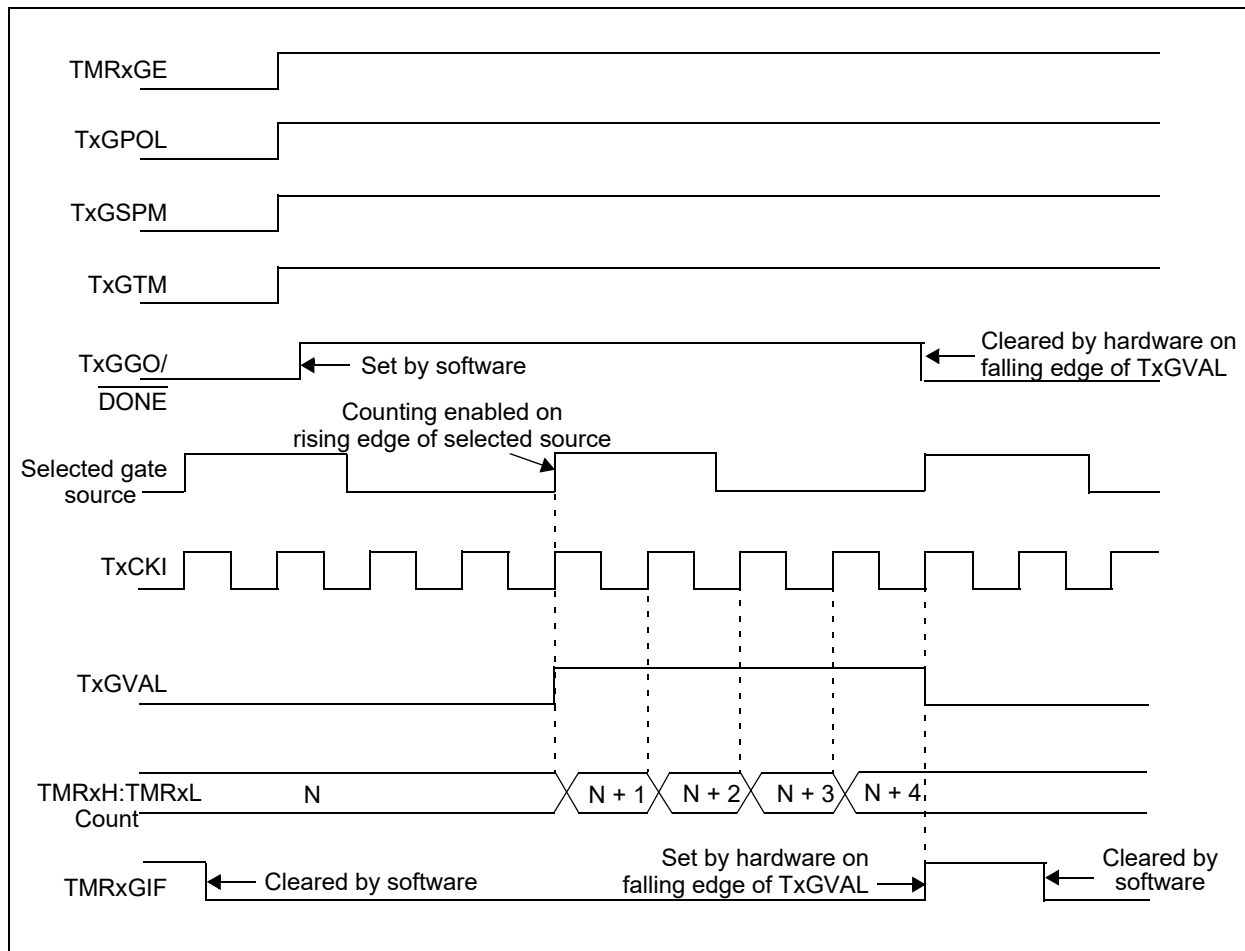 TMRxGE
TxGPOL
TxGSPM
TxGTM
TxGGO/
DONE
Set by software
Cleared by hardware on
falling edge of TxGVAL
Counting enabled on
rising edge of selected source
Selected gate
source
TxCKI
TxGVAL
TMRxH:TMRxL
Count
N
N + 1
N + 2
N + 3
N + 4
TMRxGIF
Cleared by software
Set by hardware on
falling edge of TxGVAL
Cleared by
software